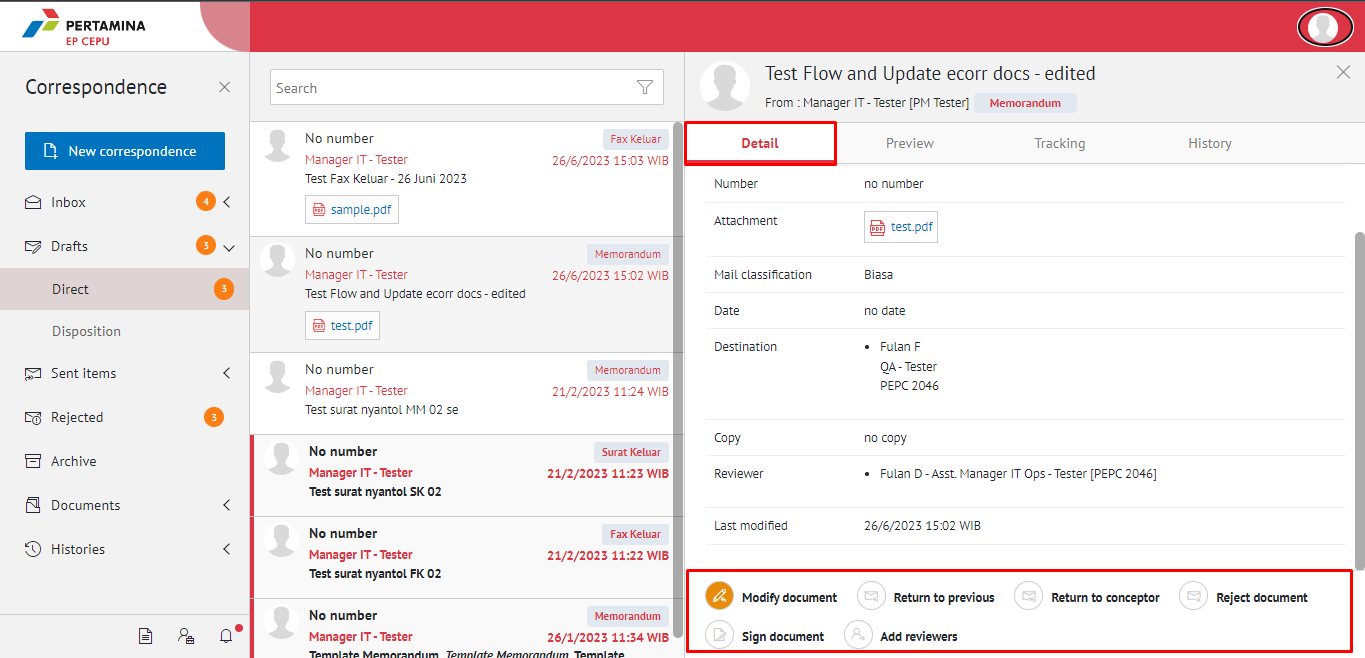 PERTAMINA
EP CEPU
Correspondence
New correspondence
Inbox 4
Drafts 3
Direct 3
Disposition
Sent items
Rejected 3
Archive
Documents
Histories
Search
No number Fax Keluar
Manager IT - Tester 26/6/2023 15:03 WIB
Test Fax Keluar - 26 Juni 2023
PDF sample.pdf
No number Memorandum
Manager IT - Tester 26/6/2023 15:02 WIB
Test Flow and Update ecorr docs - edited
PDF test.pdf
No number Memorandum
Manager IT - Tester 21/2/2023 11:24 WIB
Test surat nyantol MM 02 se
No number Surat Keluar
Manager IT - Tester 21/2/2023 11:23 WIB
Test surat nyantol SK 02
No number Fax Keluar
Manager IT - Tester 21/2/2023 11:22 WIB
Test surat nyantol FK 02
No number Memorandum
Manager IT - Tester 26/1/2023 11:34 WIB
Template Memorandum, Template Memorandum, Template
Test Flow and Update ecorr docs - edited
From : Manager IT - Tester [PM Tester] Memorandum
Detail Preview Tracking History
Number no number
Attachment PDF test.pdf
Mail classification Biasa
Date no date
Destination • Fulan F
QA - Tester
PEPC 2046
Copy no copy
Reviewer • Fulan D - Asst. Manager IT Ops - Tester [PEPC 2046]
Last modified 26/6/2023 15:02 WIB
Modify document Return to previous Return to conceptor Reject document
Sign document Add reviewers